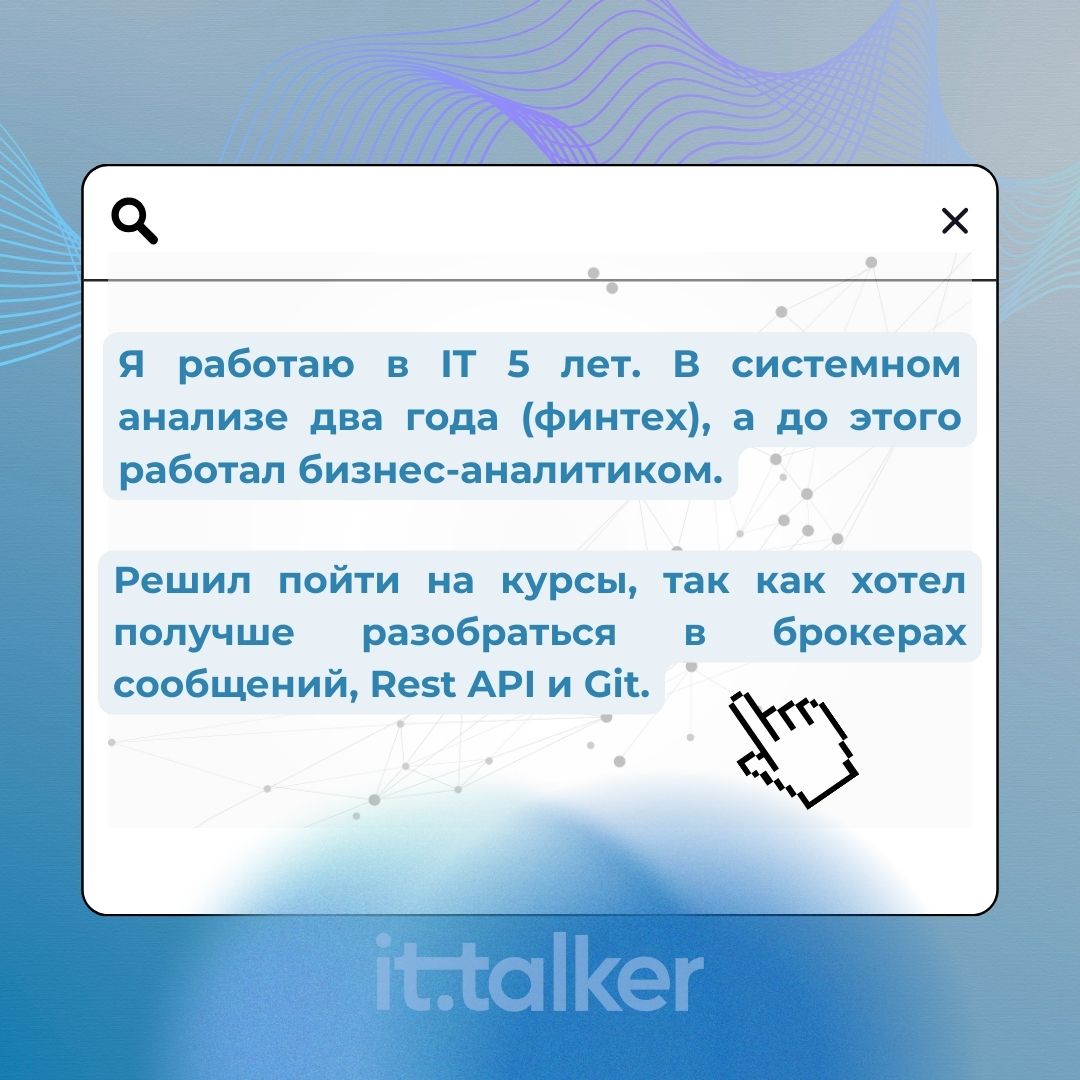 Я работаю в IT 5 лет. В системном
анализе два года (финтех), а до этого
работал бизнес-аналитиком.
Решил пойти на курсы, так как хотел
получше разобраться в брокерах
сообщений, Rest API и Git.
it.talker